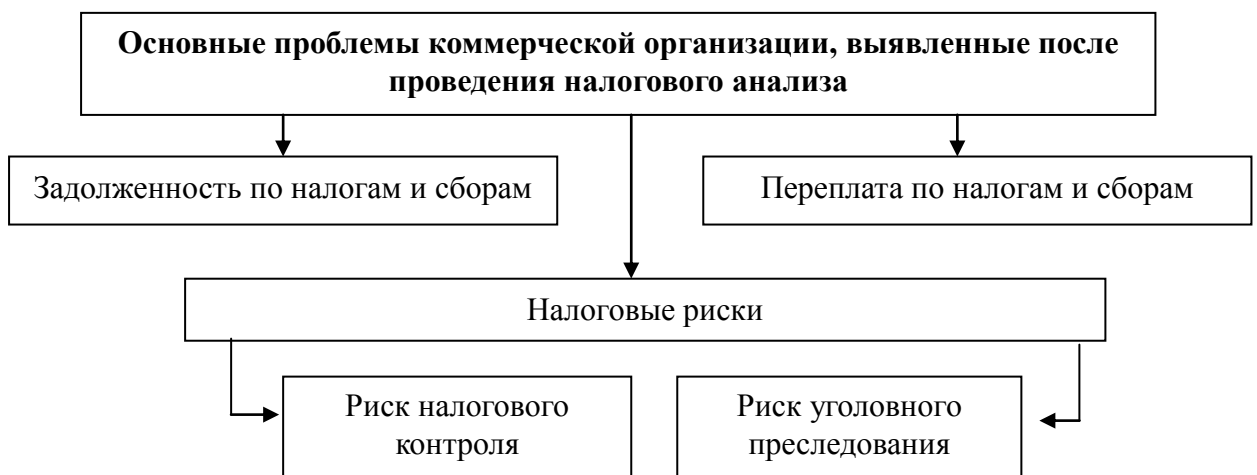 Основные проблемы коммерческой организации, выявленные после
проведения налогового анализа
Задолженность по налогам и сборам
Переплата по налогам и сборам
Налоговые риски
Риск налогового
контроля
Риск уголовного
преследования